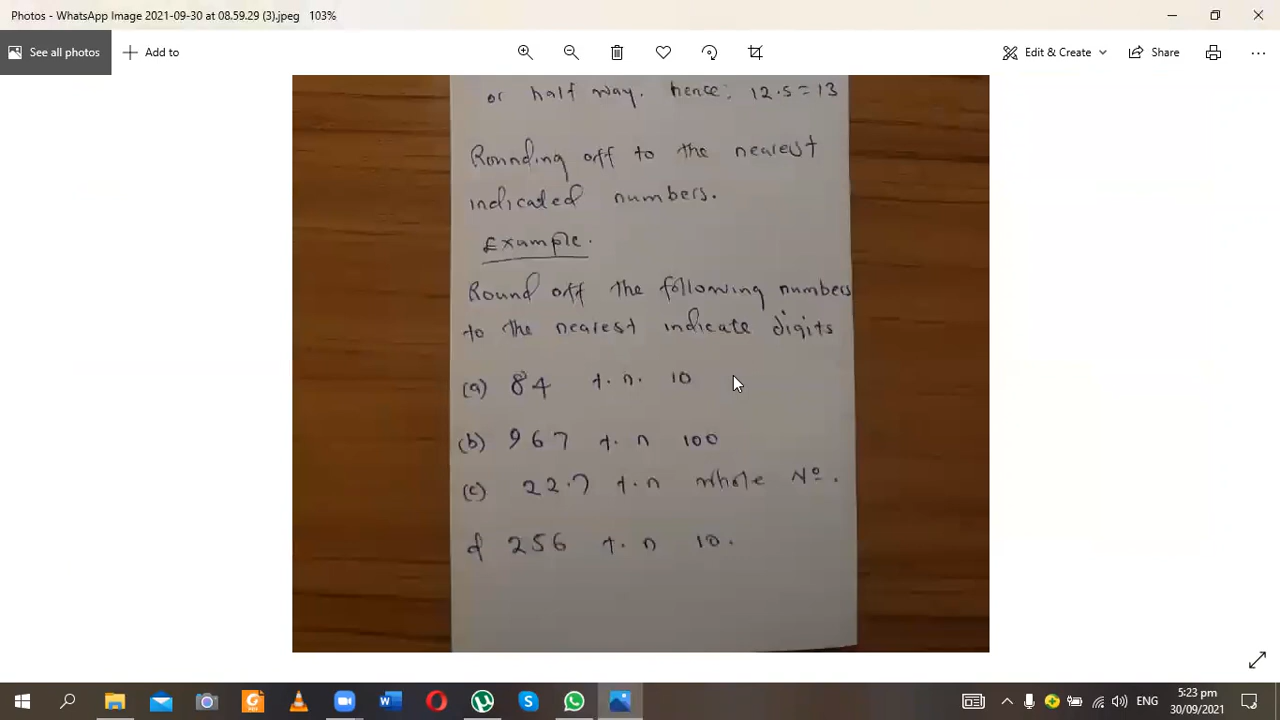 Photos - WhatsApp Image 2021-09-30 at 08.59.29 (3).jpeg 103%
See all photos
Add to
Edit & Create
Share
or half way. hence; 12.5 = 13
Rounding off to the nearest
indicated numbers.
Example.
Round off the following numbers
to the nearest indicate digits
(a) 84 t. n. 10
(b) 967 t. n 100
(c) 22.7 t. n whole Nº.
d 256 t. n 10.
ENG
5:23 pm
30/09/2021